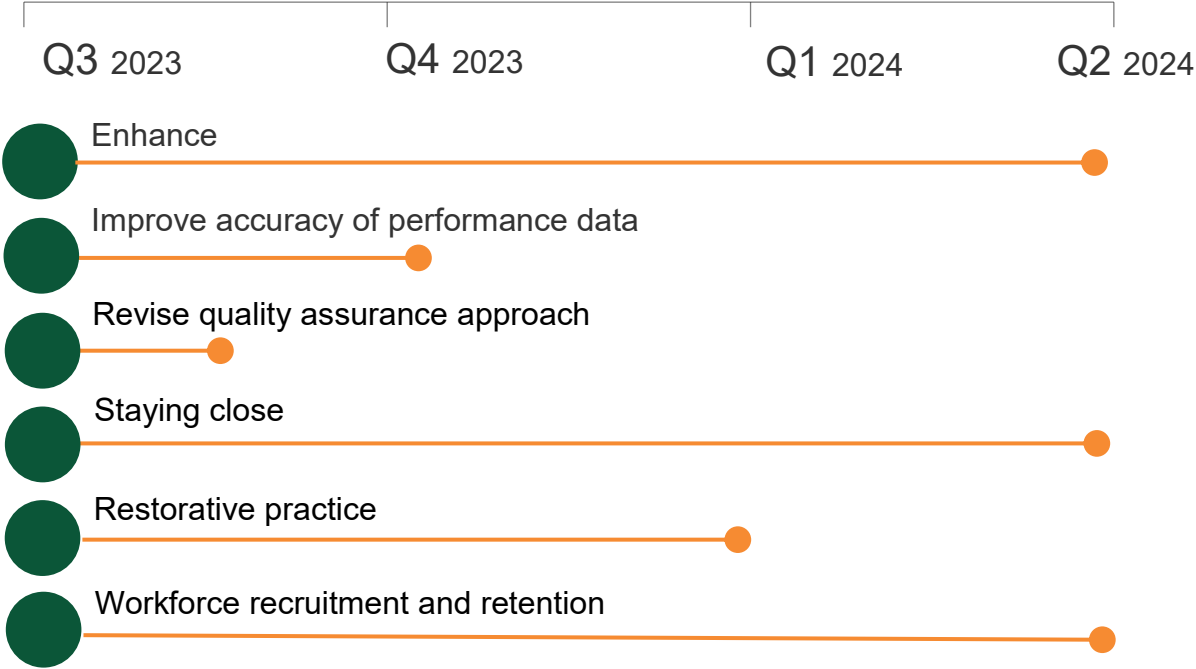 Q3 2023 Q4 2023 Q1 2024 Q2 2024
Enhance
Improve accuracy of performance data
Revise quality assurance approach
Staying close
Restorative practice
Workforce recruitment and retention